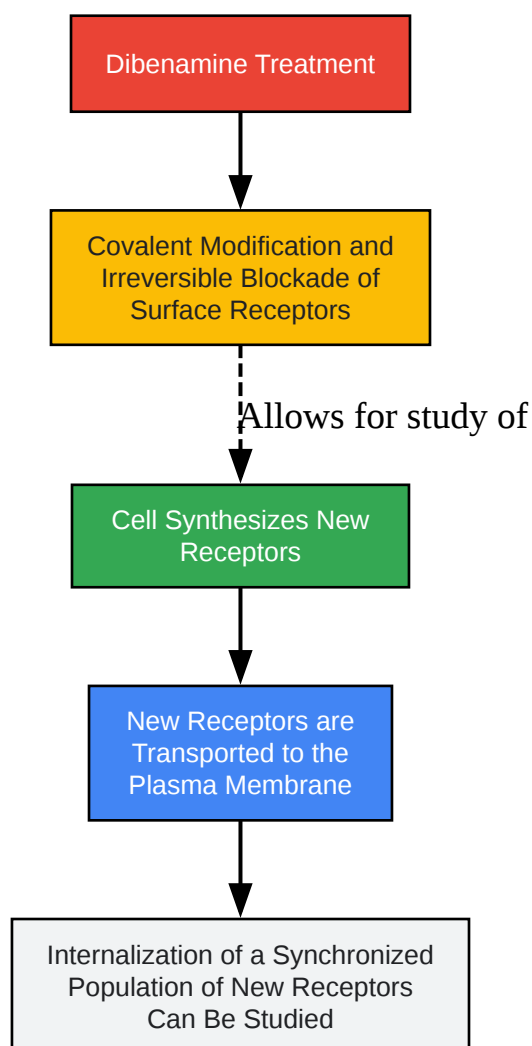 Dibenamine Treatment
Covalent Modification and
Irreversible Blockade of
Surface Receptors
Allows for study of
Cell Synthesizes New
Receptors
New Receptors are
Transported to the
Plasma Membrane
Internalization of a Synchronized
Population of New Receptors
Can Be Studied